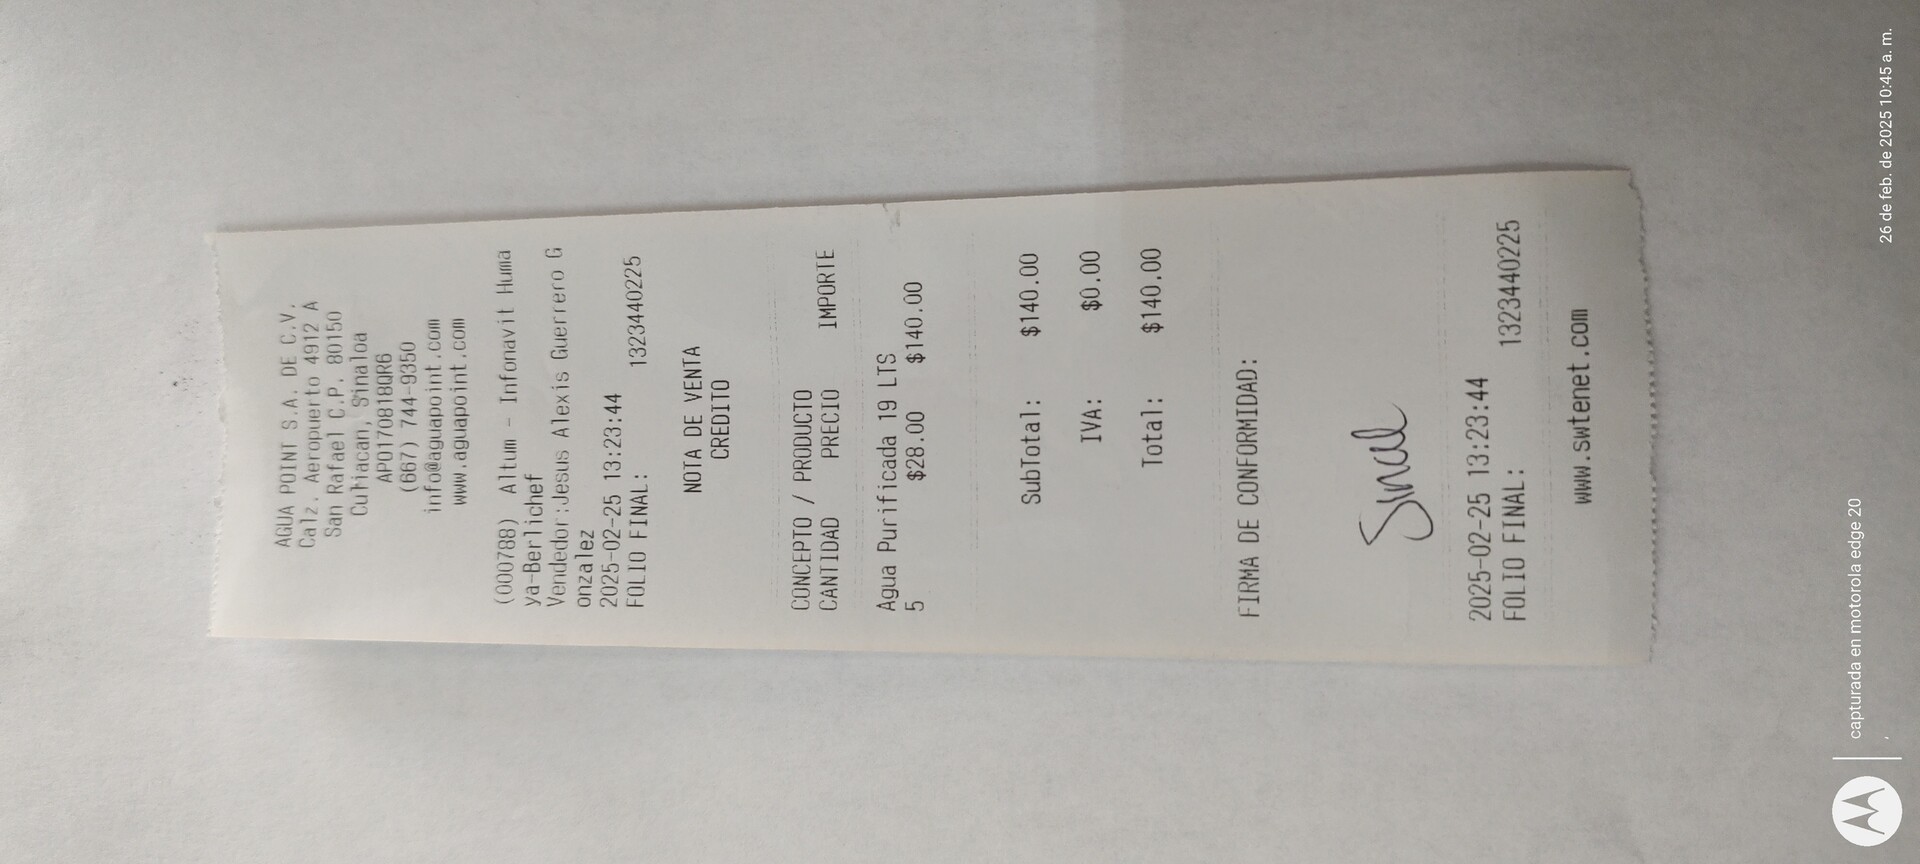 AGUA POINT S.A. DE C.V.
Calz. Aeropuerto 4912 A
San Rafael C.P. 80150
Culiacan, Sinaloa
APO170818QR6
(667) 744-9350
info@aguapoint.com
www.aguapoint.com
(000788) Altum - Infonavit Huma
ya-Berlichef
Vendedor:Jesus Alexis Guerrero G
onzalez
2025-02-25 13:23:44
FOLIO FINAL: 1323440225
NOTA DE VENTA
CREDITO
CONCEPTO / PRODUCTO
CANTIDAD PRECIO IMPORTE
Agua Purificada 19 LTS
5 $28.00 $140.00
SubTotal: $140.00
IVA: $0.00
Total: $140.00
FIRMA DE CONFORMIDAD:
2025-02-25 13:23:44
FOLIO FINAL: 1323440225
www.swtenet.com
capturada en motorola edge 20
26 de feb. de 2025 10:45 a. m.